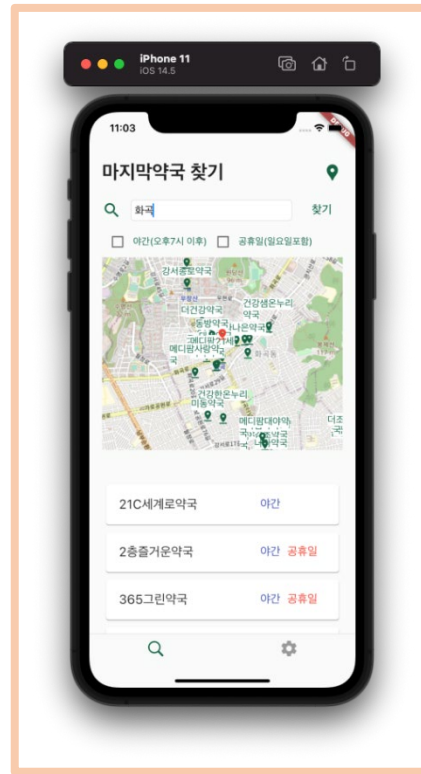 iPhone 11
iOS 14.5
11:03
마지막약국 찾기
화곡
찾기
야간(오후7시 이후)
공휴일(일요일포함)
강서종로약국
건강샘온누리
약국
더건강약국
동방약국
나은약국
메디팜사랑약
국
건강한온누리
미동약국
메디팜대야약
더조
국
21C세계로약국 야간
2층즐거운약국 야간 공휴일
365그린약국 야간 공휴일